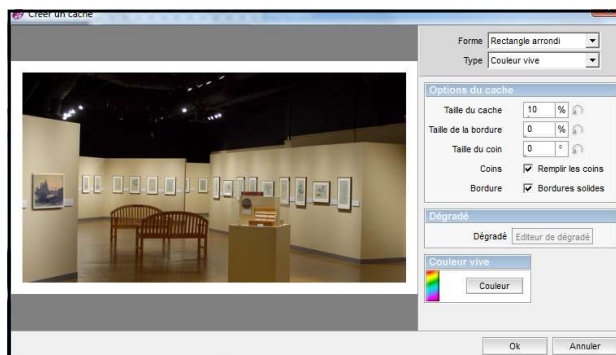 Créer un cache
Forme Rectangle arrondi
Type Couleur vive
Options du cache
Taille du cache 10 %
Taille de la bordure 0 %
Taille du coin 0 °
Coins Remplir les coins
Bordure Bordures solides
Dégradé
Dégradé Editeur de dégradé
Couleur vive
Couleur
Ok Annuler